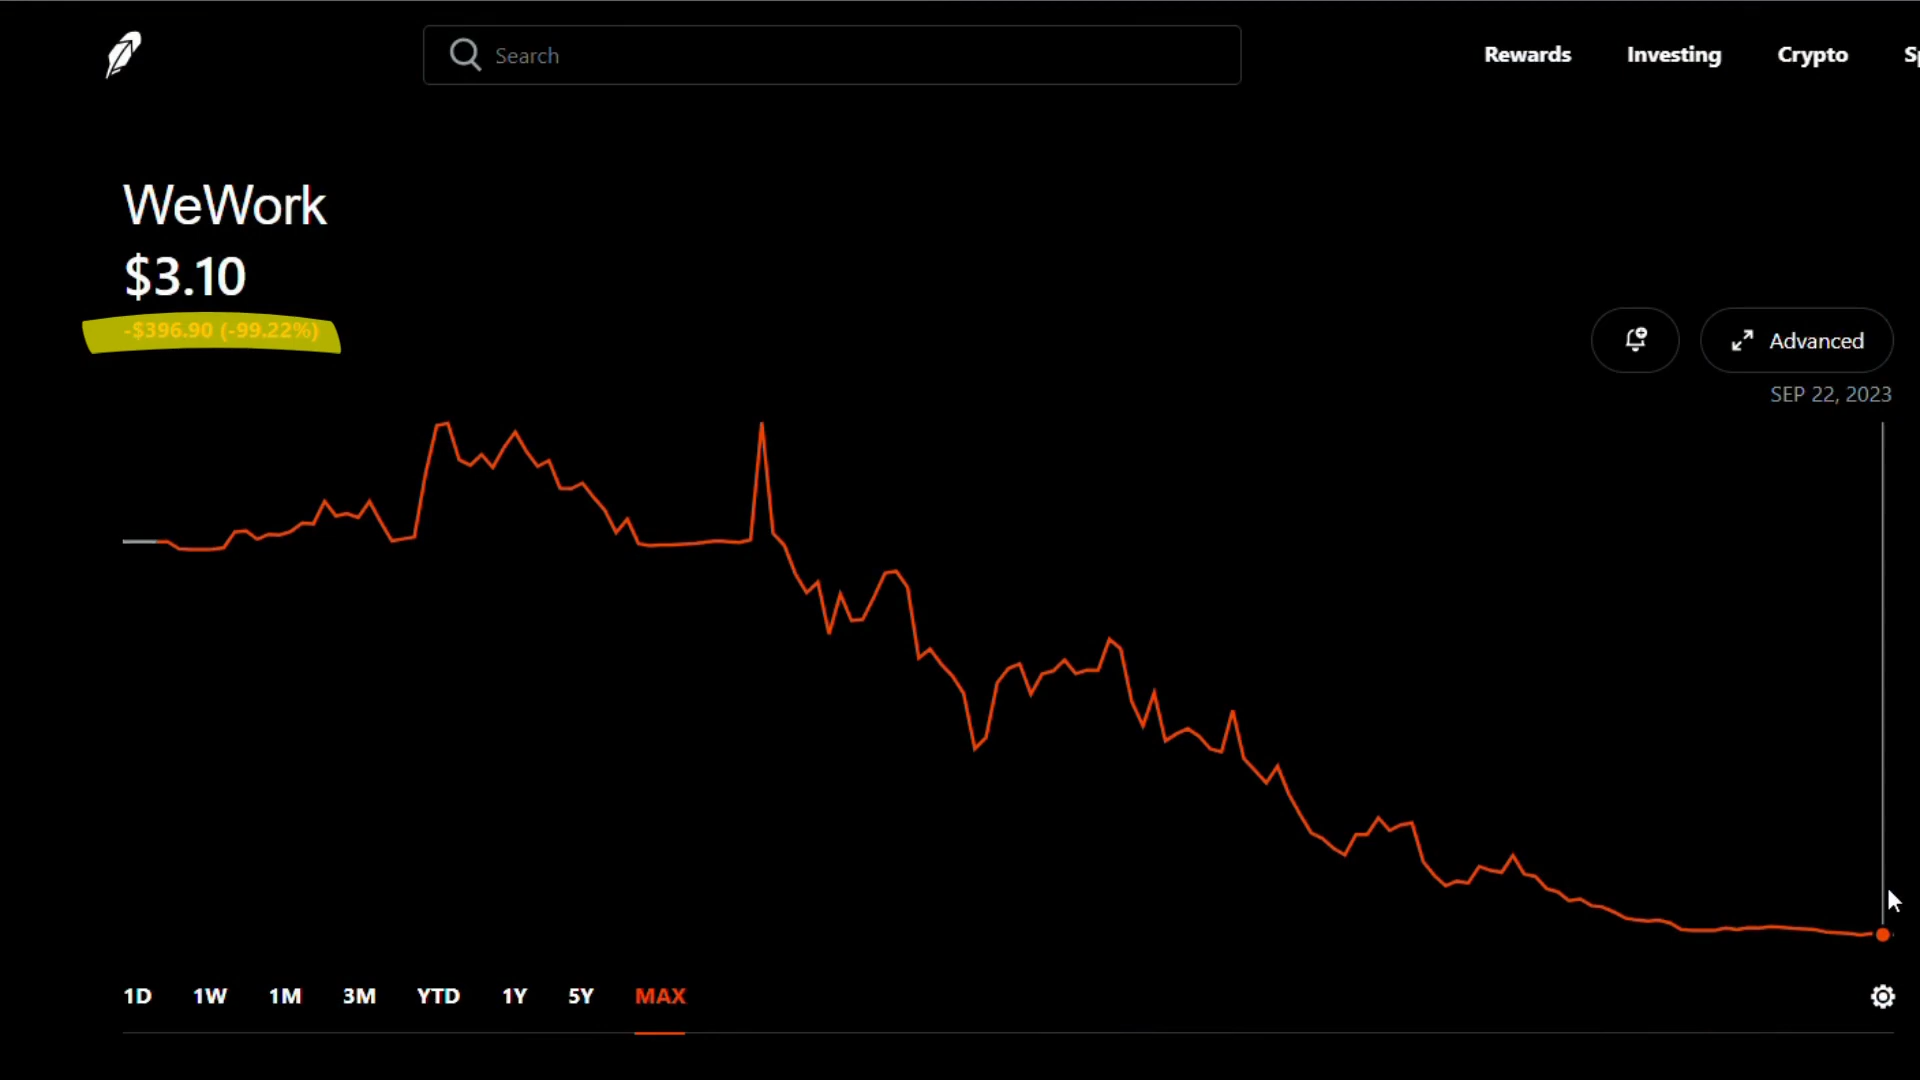 Search
Rewards Investing Crypto
WeWork
$3.10
-$396.90 (-99.22%)
Advanced
SEP 22, 2023
1D 1W 1M 3M YTD 1Y 5Y MAX